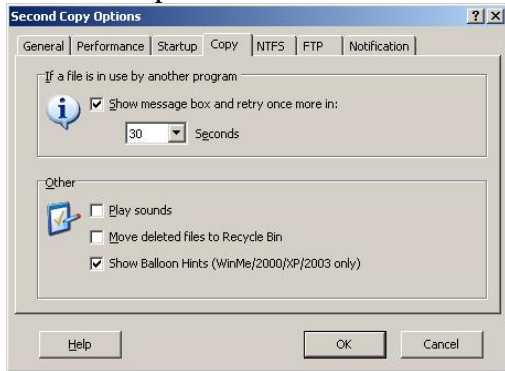 Second Copy Options
General Performance Startup Copy NTFS FTP Notification
If a file is in use by another program
Show message box and retry once more in:
30 Seconds
Other
Play sounds
Move deleted files to Recycle Bin
Show Balloon Hints (WinMe/2000/XP/2003 only)
Help OK Cancel